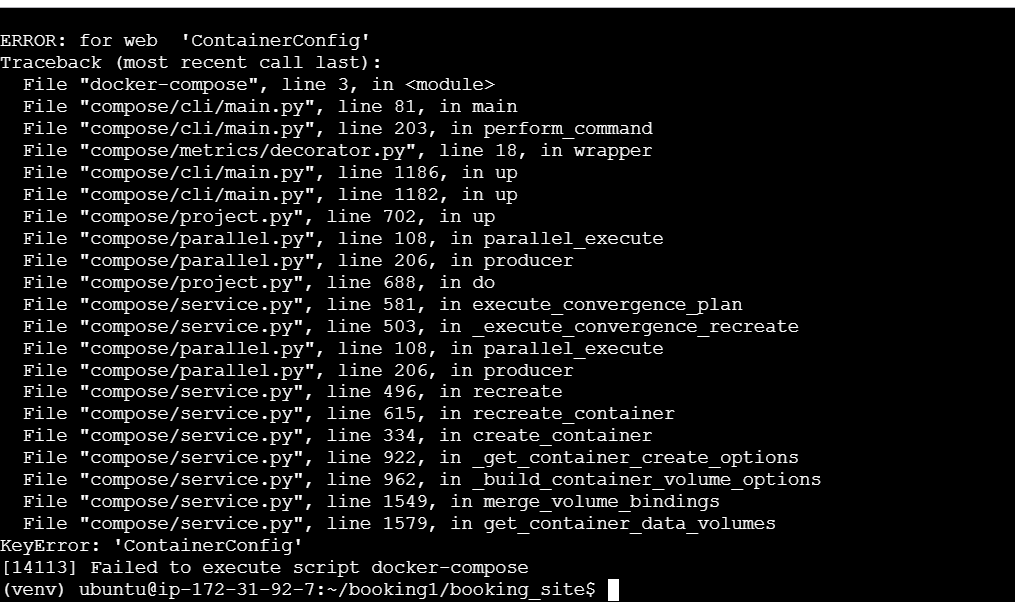 ERROR: for web  'ContainerConfig'
Traceback (most recent call last):
  File "docker-compose", line 3, in <module>
  File "compose/cli/main.py", line 81, in main
  File "compose/cli/main.py", line 203, in perform_command
  File "compose/metrics/decorator.py", line 18, in wrapper
  File "compose/cli/main.py", line 1186, in up
  File "compose/cli/main.py", line 1182, in up
  File "compose/project.py", line 702, in up
  File "compose/parallel.py", line 108, in parallel_execute
  File "compose/parallel.py", line 206, in producer
  File "compose/project.py", line 688, in do
  File "compose/service.py", line 581, in execute_convergence_plan
  File "compose/service.py", line 503, in _execute_convergence_recreate
  File "compose/parallel.py", line 108, in parallel_execute
  File "compose/parallel.py", line 206, in producer
  File "compose/service.py", line 496, in recreate
  File "compose/service.py", line 615, in recreate_container
  File "compose/service.py", line 334, in create_container
  File "compose/service.py", line 922, in _get_container_create_options
  File "compose/service.py", line 962, in _build_container_volume_options
  File "compose/service.py", line 1549, in merge_volume_bindings
  File "compose/service.py", line 1579, in get_container_data_volumes
KeyError: 'ContainerConfig'
[14113] Failed to execute script docker-compose
(venv) ubuntu@ip-172-31-92-7:~/booking1/booking_site$